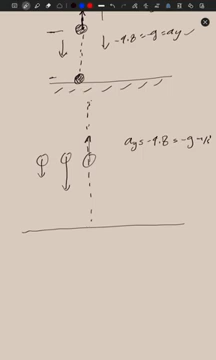 -9.8 = -g = ay
ay = -9.8 = -g